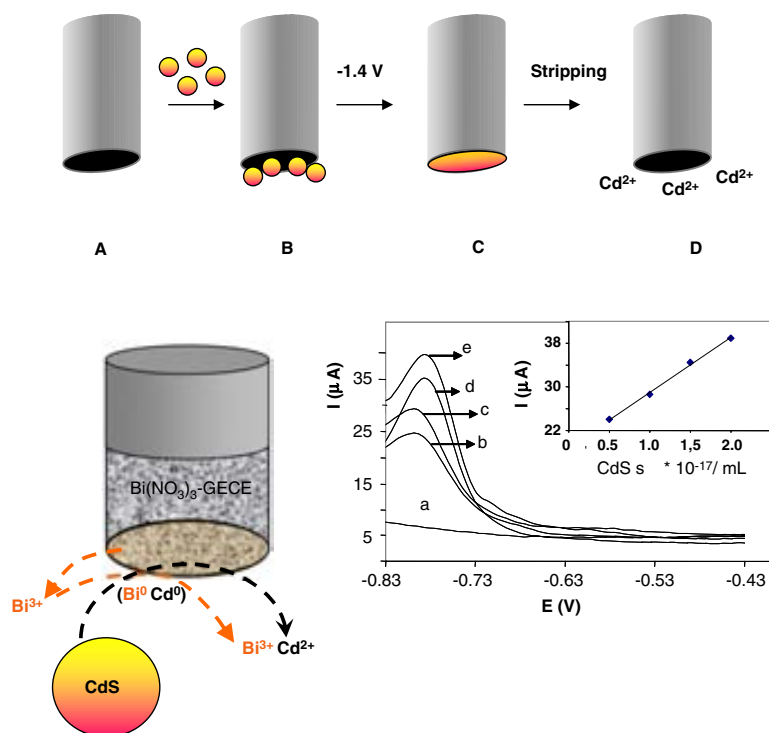 -1.4 V
Stripping
Cd2+ Cd2+ Cd2+
A B C D
Bi(NO3)3-GECE
Bi3+
(Bi0 Cd0)
Bi3+ Cd2+
CdS
I (µA)
35
25
15
5
e
d
c
b
a
-0.83 -0.73 -0.63 -0.53 -0.43
E (V)
I (µA)
38
30
22
0 0.5 1.0 1,5 2.0
CdS s * 10-17/ mL